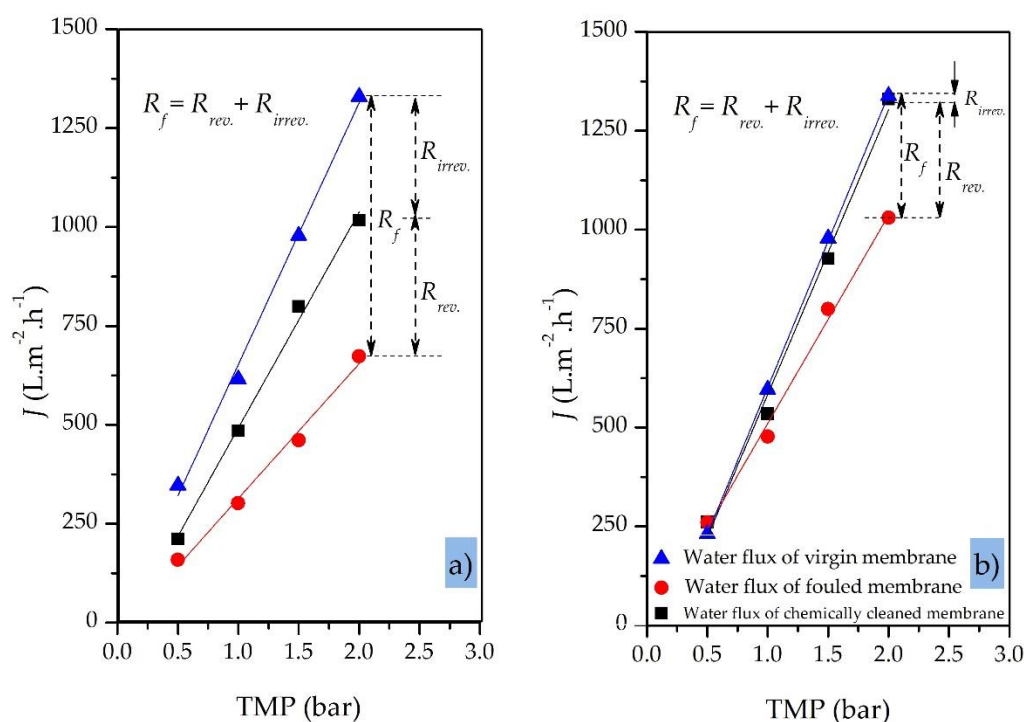 1500
1250
1000
750
500
250
0
J (L.m-2.h-1)
R_f = R_rev. + R_irrev.
R_irrev.
R_f
R_rev.
a)
0.0 0.5 1.0 1.5 2.0 2.5 3.0
TMP (bar)
1500
1250
1000
750
500
250
0
J (L.m-2.h-1)
R_f = R_rev. + R_irrev.
R_irrev.
R_f
R_rev.
Water flux of virgin membrane
Water flux of fouled membrane
Water flux of chemically cleaned membrane
b)
0.0 0.5 1.0 1.5 2.0 2.5 3.0
TMP (bar)